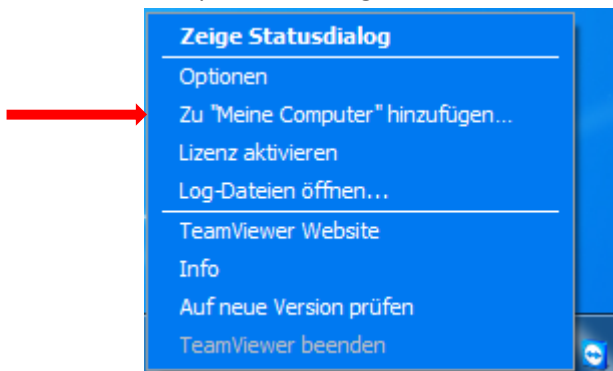 Zeige Statusdialog
Optionen
Zu "Meine Computer" hinzufügen...
Lizenz aktivieren
Log-Dateien öffnen...
TeamViewer Website
Info
Auf neue Version prüfen
TeamViewer beenden